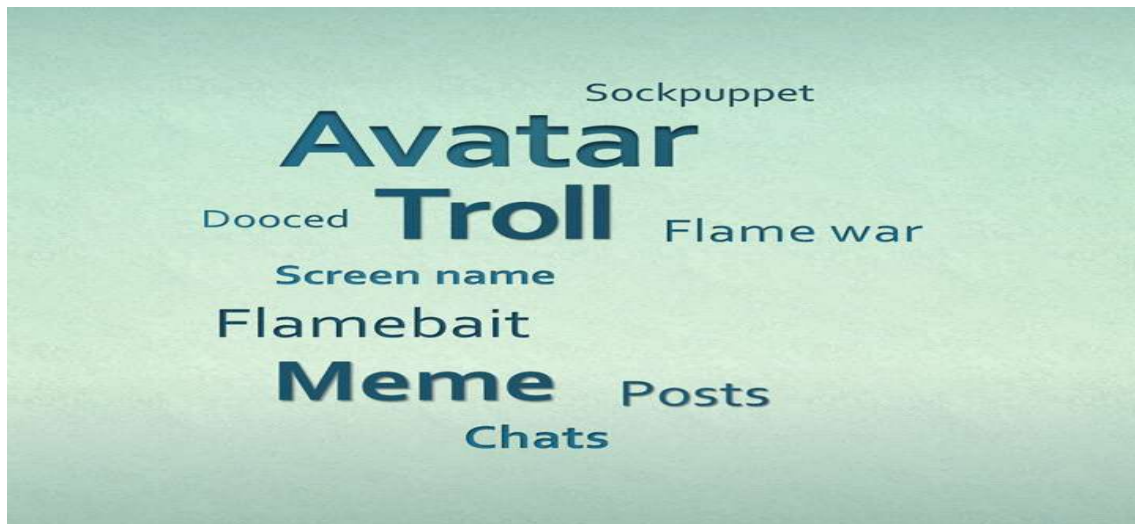 Sockpuppet
Avatar
Troll
Dooced
Flame war
Screen name
Flamebait
Meme
Posts
Chats